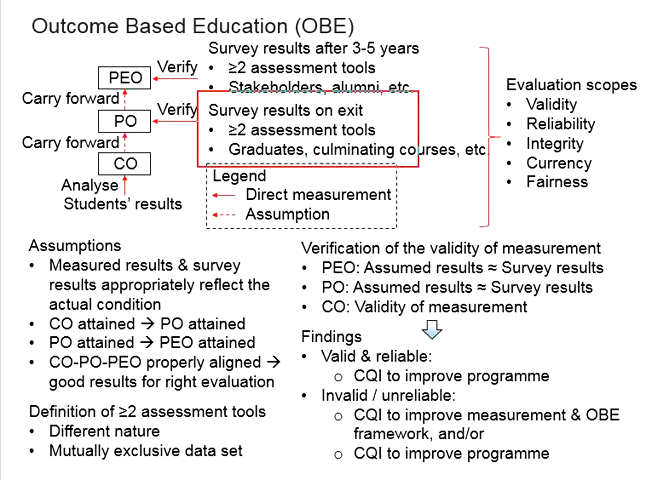 Outcome Based Education (OBE)
Survey results after 3-5 years
• ≥2 assessment tools
• Stakeholders, alumni, etc.
PEO
Verify
Carry forward
PO
Verify
Survey results on exit
• ≥2 assessment tools
• Graduates, culminating courses, etc.
Carry forward
CO
Analyse
Students' results
Legend
Direct measurement
Assumption
Evaluation scopes
• Validity
• Reliability
• Integrity
• Currency
• Fairness
Assumptions
• Measured results & survey
results appropriately reflect the
actual condition
• CO attained → PO attained
• PO attained → PEO attained
• CO-PO-PEO properly aligned →
good results for right evaluation
Definition of ≥2 assessment tools
• Different nature
• Mutually exclusive data set
Verification of the validity of measurement
• PEO: Assumed results ≈ Survey results
• PO: Assumed results ≈ Survey results
• CO: Validity of measurement
Findings
• Valid & reliable:
o CQI to improve programme
• Invalid / unreliable:
o CQI to improve measurement & OBE
framework, and/or
o CQI to improve programme